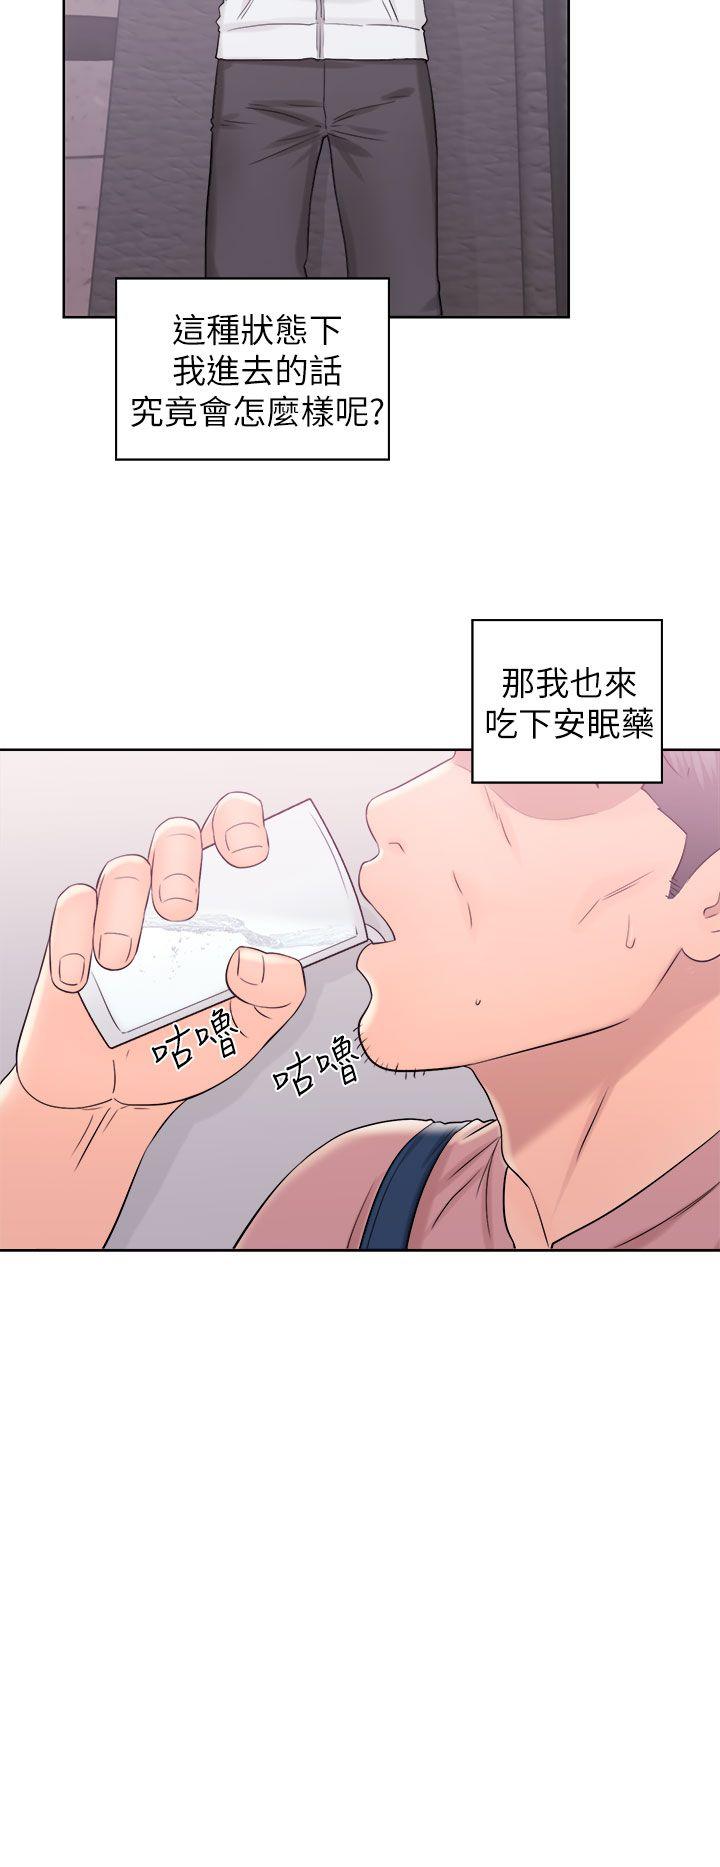 這種狀態下
我進去的話
究竟會怎麼樣呢?
那我也來
吃下安眠藥
咕嚕
咕嚕